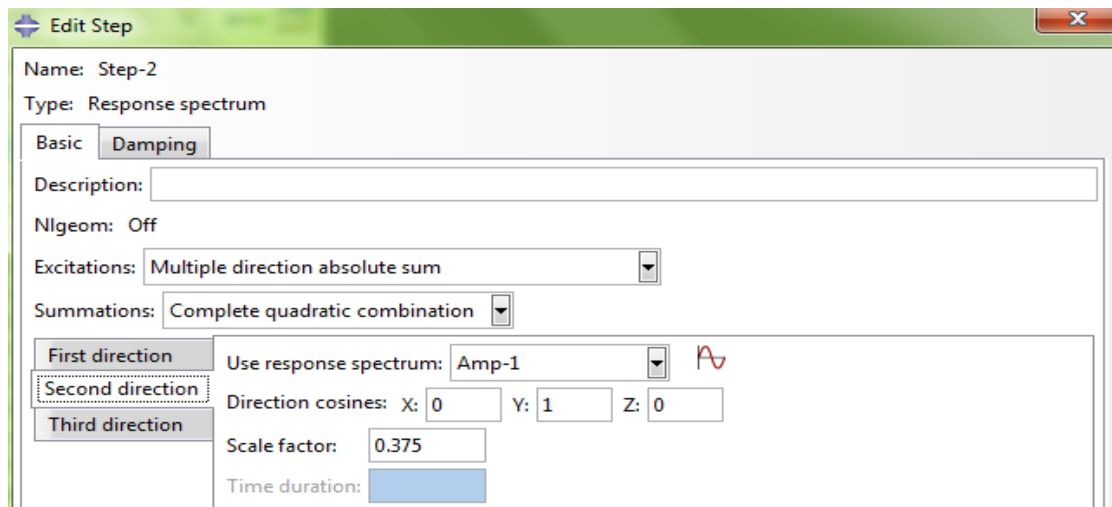 Edit Step
Name: Step-2
Type: Response spectrum
Basic Damping
Description:
Nlgeom: Off
Excitations: Multiple direction absolute sum
Summations: Complete quadratic combination
First direction
Second direction
Third direction
Use response spectrum: Amp-1
Direction cosines: X: 0 Y: 1 Z: 0
Scale factor: 0.375
Time duration: